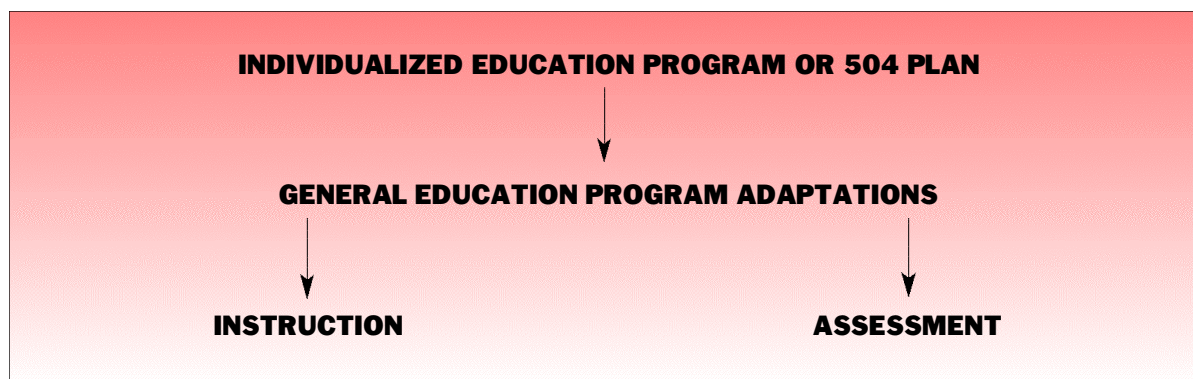 INDIVIDUALIZED EDUCATION PROGRAM OR 504 PLAN
GENERAL EDUCATION PROGRAM ADAPTATIONS
INSTRUCTION
ASSESSMENT